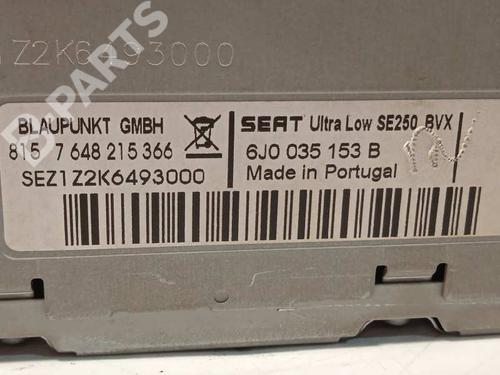 Z2K6493000
BLAUPUNKT GMBH
815 7 648 215 366
SEZ1Z2K6493000
SEAT Ultra Low SE250 BVX
6J0 035 153 B
Made in Portugal
B-PARTS